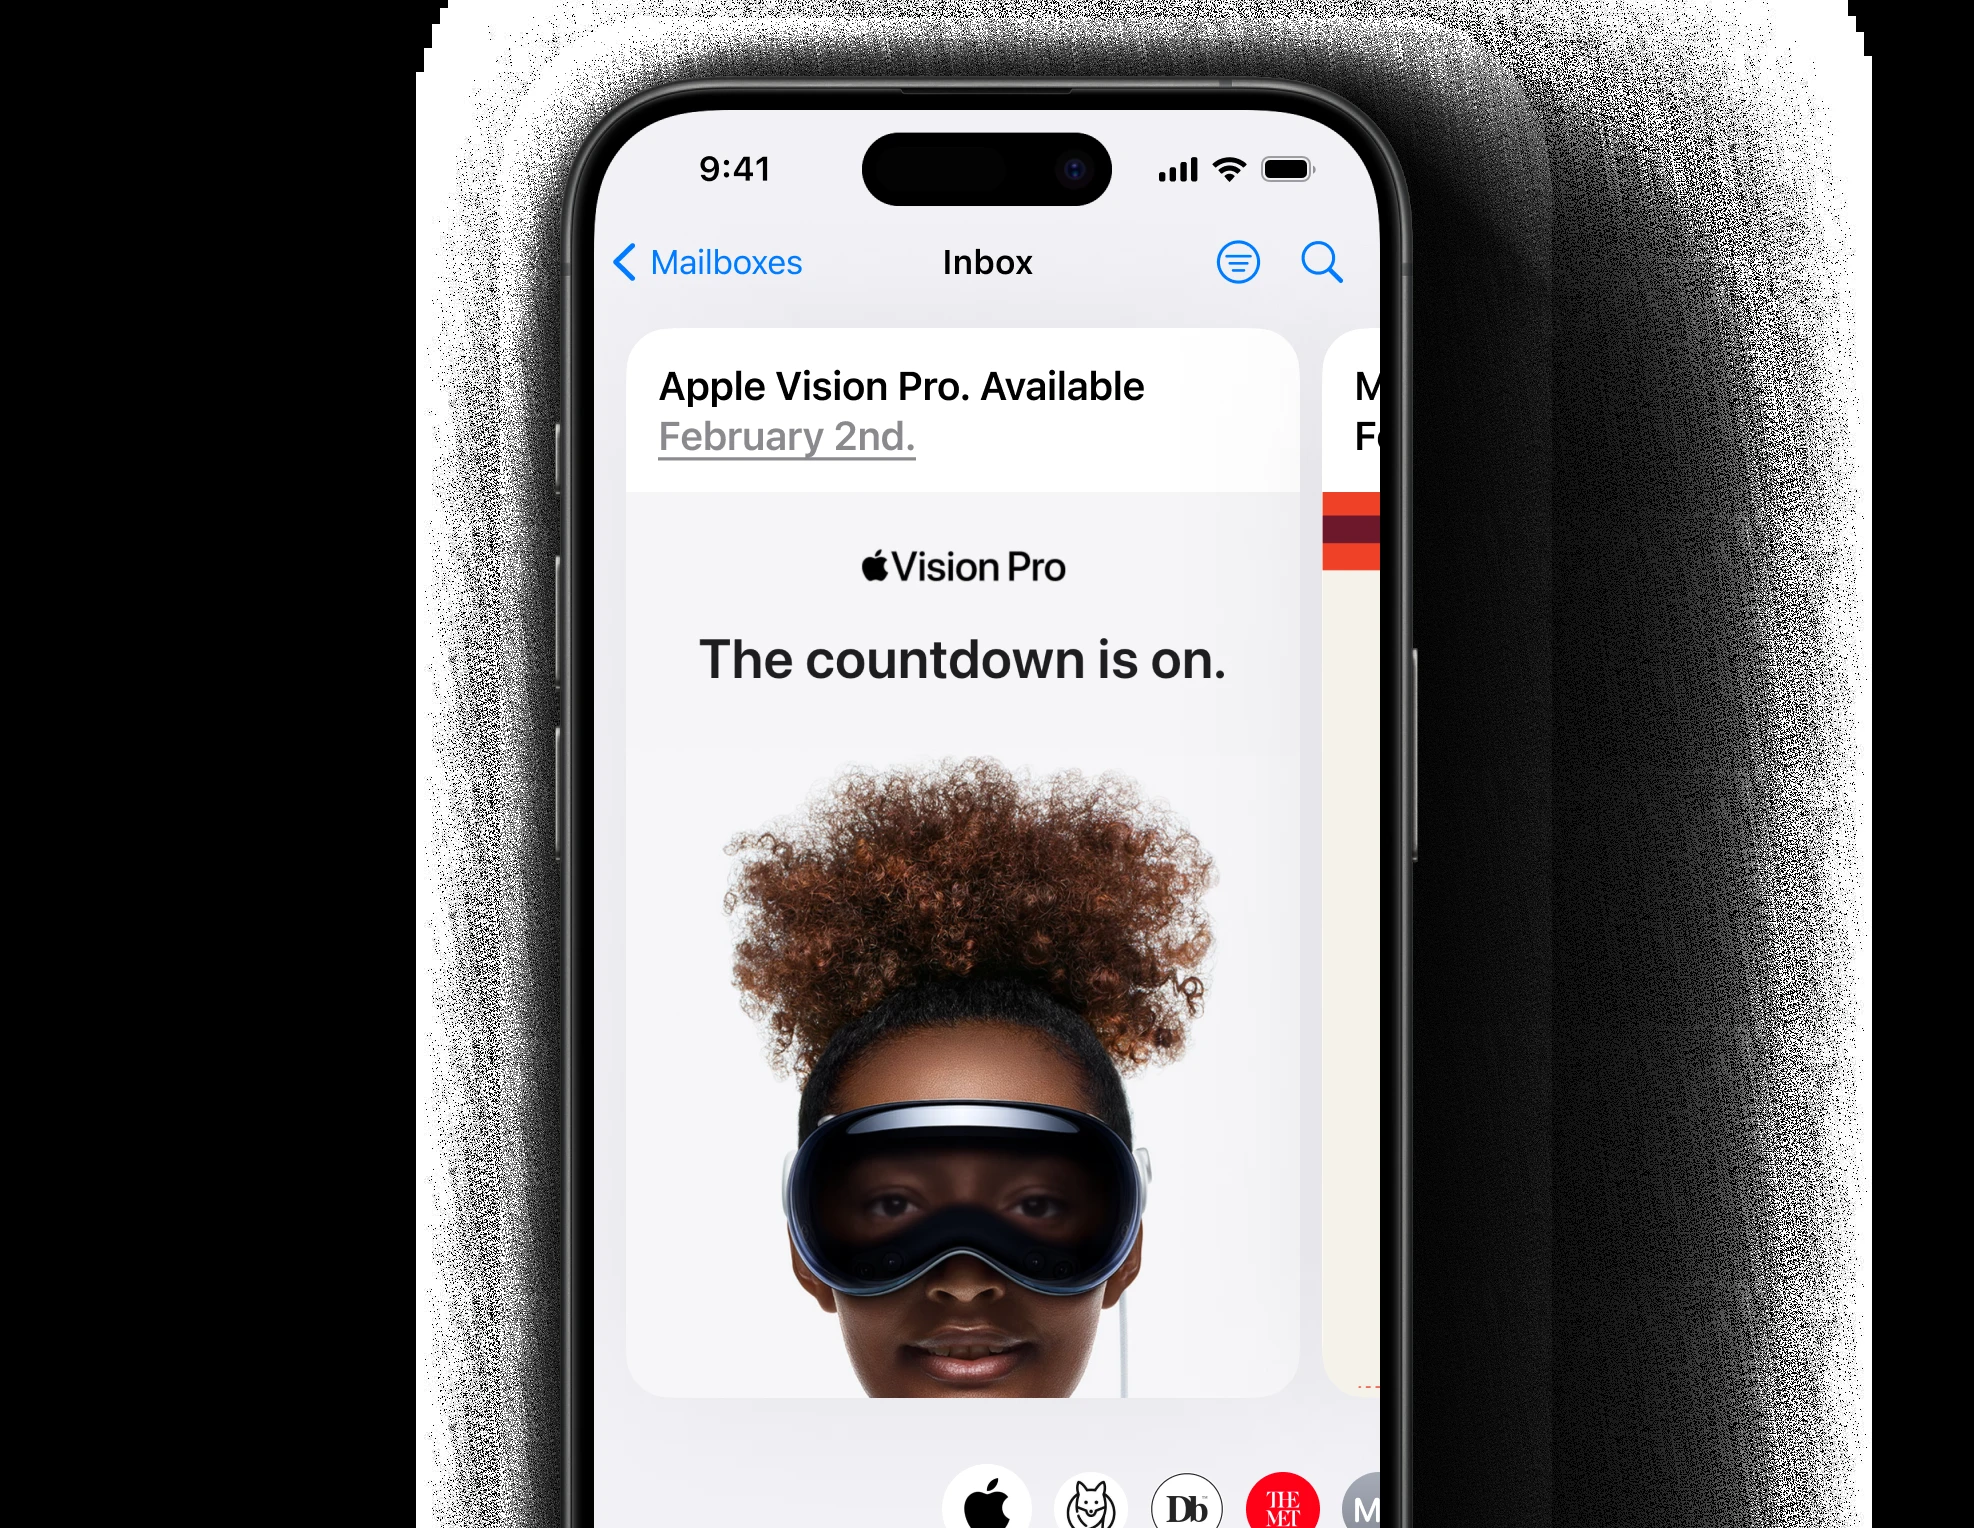 9:41
Mailboxes
Inbox
Apple Vision Pro. Available
February 2nd.
Vision Pro
The countdown is on.
Db
THE
MET
M